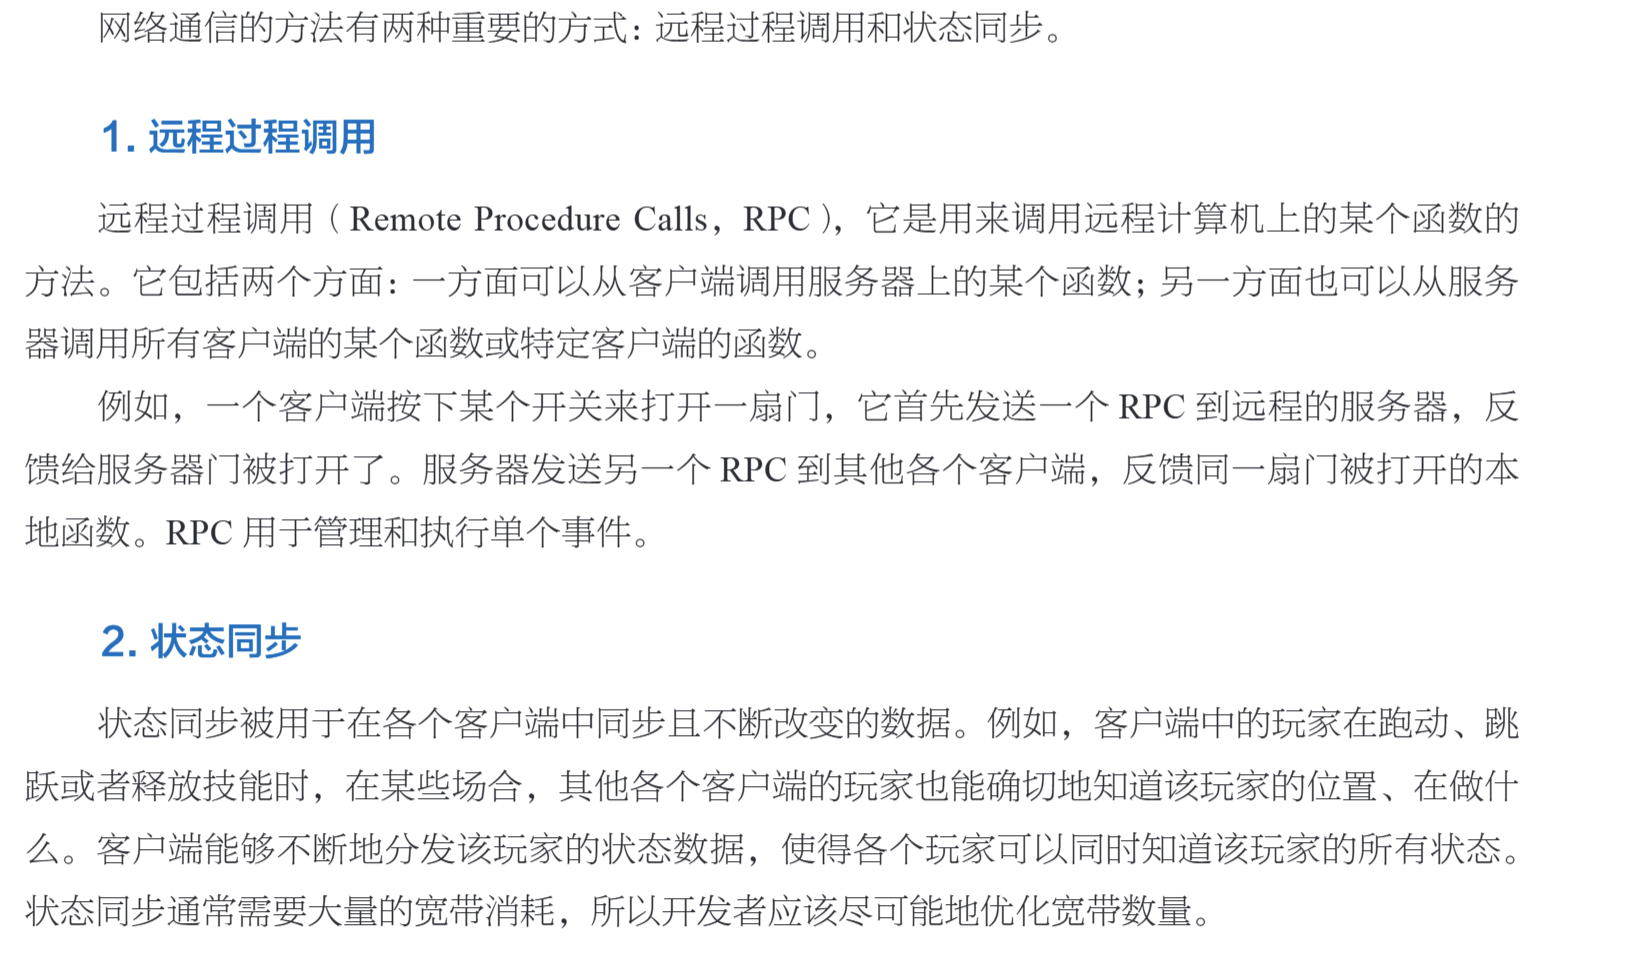 网络通信的方法有两种重要的方式：远程过程调用和状态同步。
1. 远程过程调用
远程过程调用（Remote Procedure Calls，RPC），它是用来调用远程计算机上的某个函数的
方法。它包括两个方面：一方面可以从客户端调用服务器上的某个函数；另一方面也可以从服务
器调用所有客户端的某个函数或特定客户端的函数。
例如，一个客户端按下某个开关来打开一扇门，它首先发送一个 RPC 到远程的服务器，反
馈给服务器门被打开了。服务器发送另一个 RPC 到其他各个客户端，反馈同一扇门被打开的本
地函数。RPC 用于管理和执行单个事件。
2. 状态同步
状态同步被用于在各个客户端中同步且不断改变的数据。例如，客户端中的玩家在跑动、跳
跃或者释放技能时，在某些场合，其他各个客户端的玩家也能确切地知道该玩家的位置、在做什
么。客户端能够不断地分发该玩家的状态数据，使得各个玩家可以同时知道该玩家的所有状态。
状态同步通常需要大量的宽带消耗，所以开发者应该尽可能地优化宽带数量。